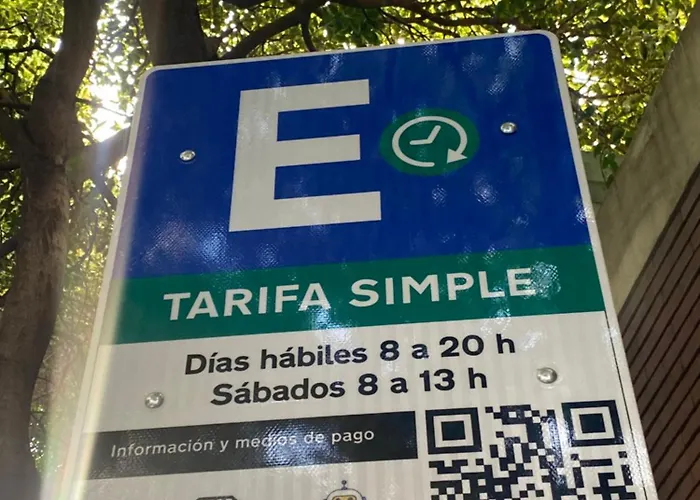 E
TARIFA SIMPLE
Días hábiles 8 a 20 h
Sábados 8 a 13 h
Información y medios de pago